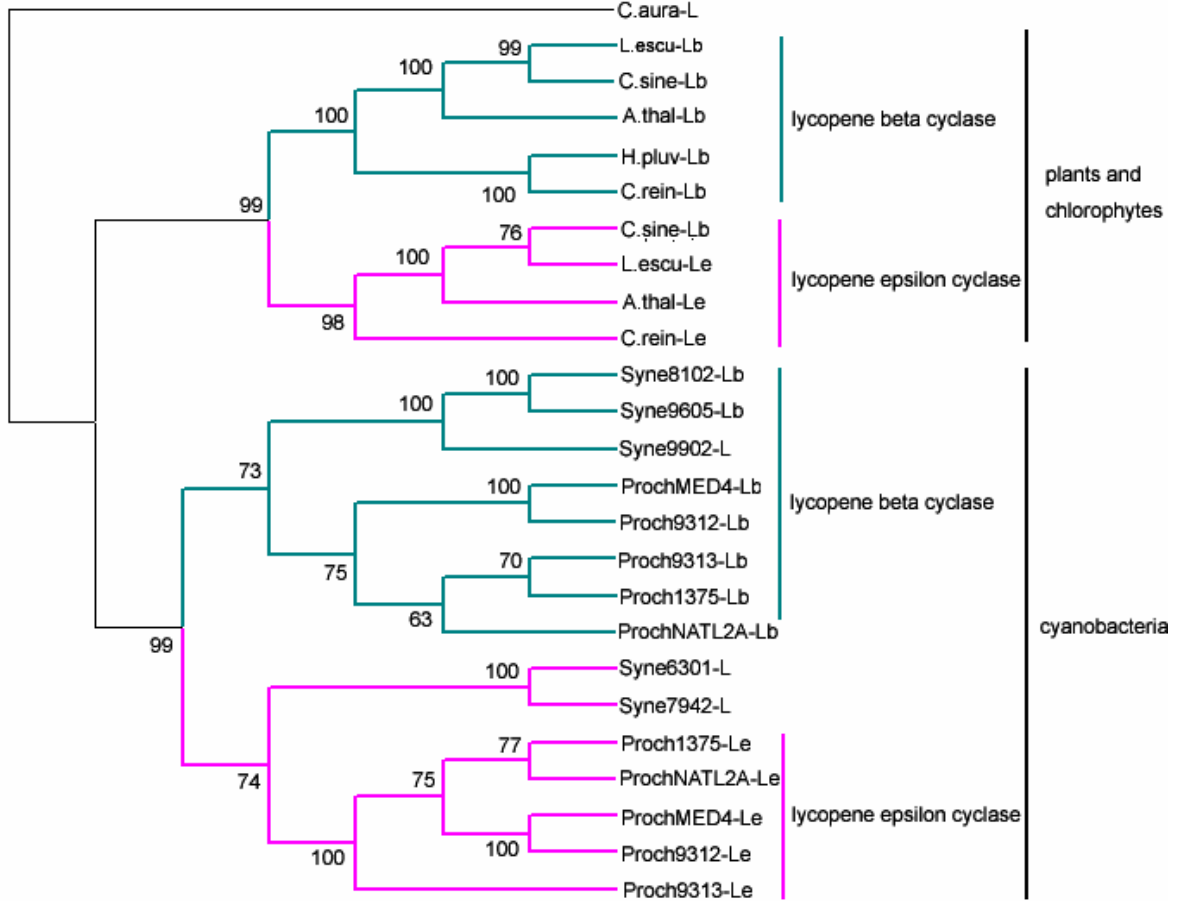 C.aura-L
L.escu-Lb
99
C.sine-Lb
100
A.thal-Lb
100
lycopene beta cyclase
H.pluv-Lb
C.rein-Lb
100
plants and
chlorophytes
99
C.sine-Lb
76
L.escu-Le
100
lycopene epsilon cyclase
A.thal-Le
98
C.rein-Le
Syne8102-Lb
100
Syne9605-Lb
100
Syne9902-L
73
ProchMED4-Lb
100
lycopene beta cyclase
Proch9312-Lb
75
Proch9313-Lb
70
Proch1375-Lb
63
ProchNATL2A-Lb
cyanobacteria
99
Syne6301-L
100
Syne7942-L
Proch1375-Le
77
ProchNATL2A-Le
75
74
ProchMED4-Le
lycopene epsilon cyclase
100
Proch9312-Le
100
Proch9313-Le